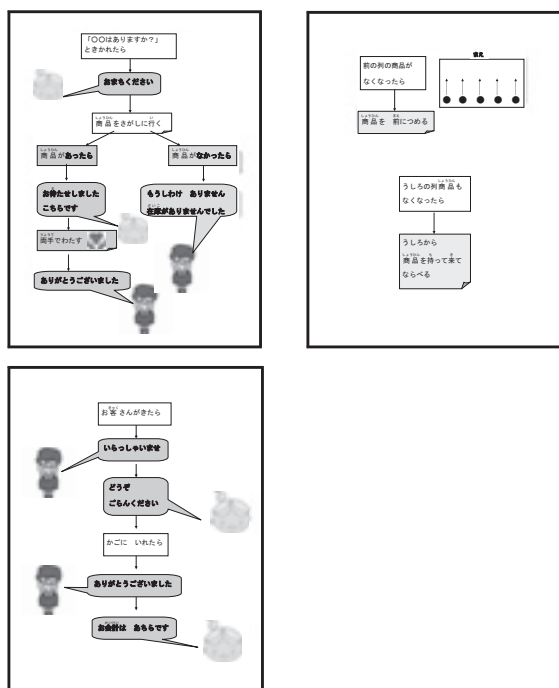 「〇〇はありますか？」
ときかれたら
おまちください
商品をさがしに行く
商品があったら
商品がなかったら
お待たせしました
こちらです
もうしわけ ありません
在庫がありませんでした
両手でわたす
ありがとうございました
前の列の商品が
なくなったら
まえ
商品を 前につめる
うしろの列商品も
なくなったら
うしろから
商品を持って来て
ならべる
お客さんがきたら
いらっしゃいませ
どうぞ
ごらんください
かごに いれたら
ありがとうございました
お会計は あちらです